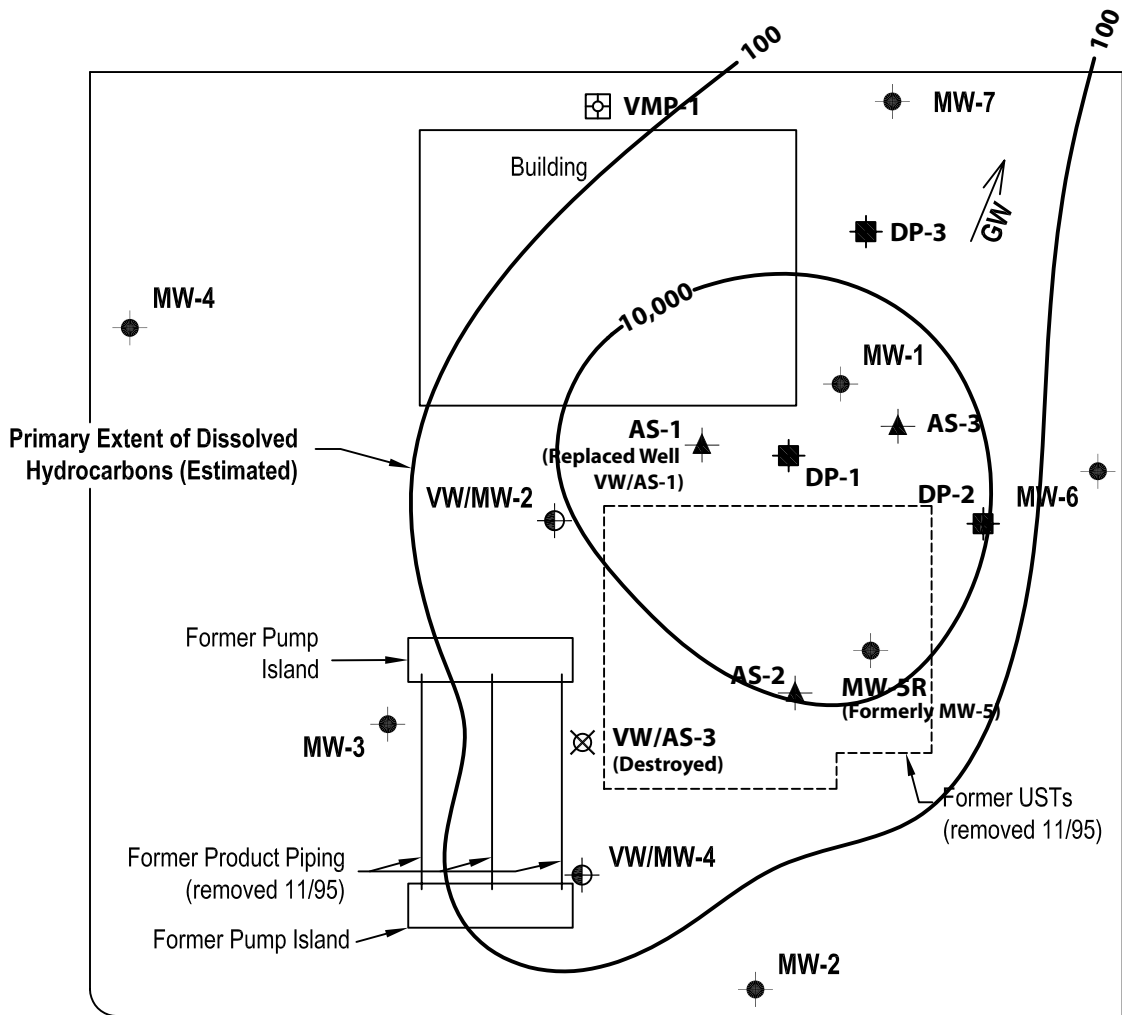 100
100
VMP-1
MW-7
Building
GW
DP-3
MW-4
10,000
MW-1
Primary Extent of Dissolved
Hydrocarbons (Estimated)
AS-1
(Replaced Well
VW/AS-1)
AS-3
DP-1
DP-2
MW-6
VW/MW-2
Former Pump
Island
AS-2
MW-5R
(Formerly MW-5)
MW-3
VW/AS-3
(Destroyed)
Former USTs
(removed 11/95)
Former Product Piping
(removed 11/95)
VW/MW-4
Former Pump Island
MW-2